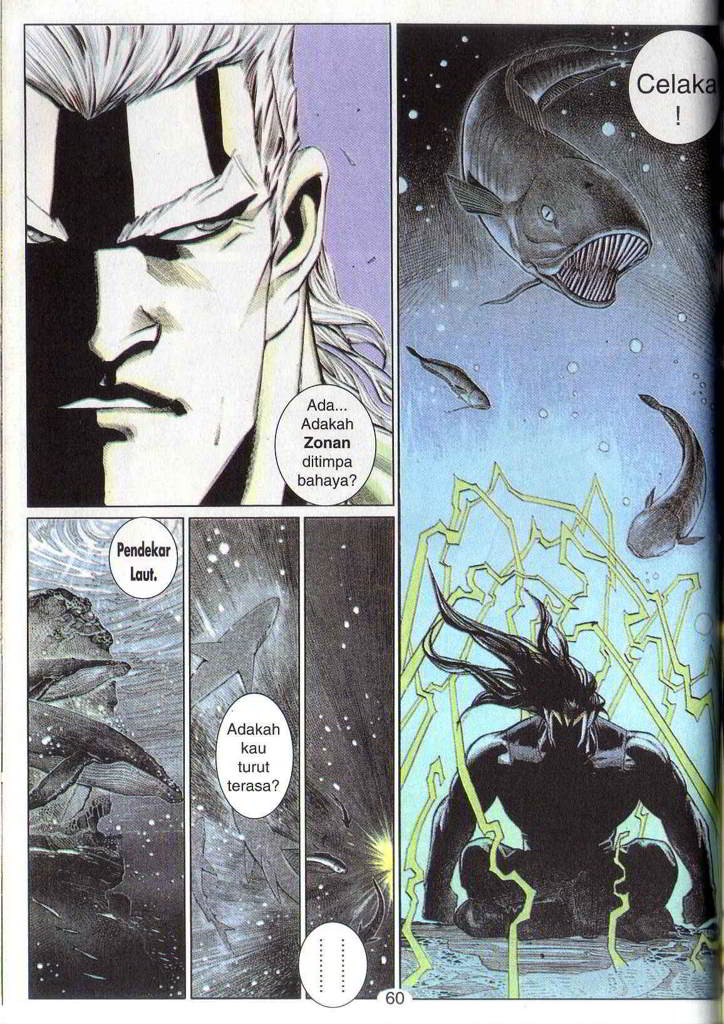 Ada...
Adakah
Zonan
ditimpa
bahaya?
Celaka
!
Pendekar
Laut.
Adakah
kau
turut
terasa?
...........
...........
60